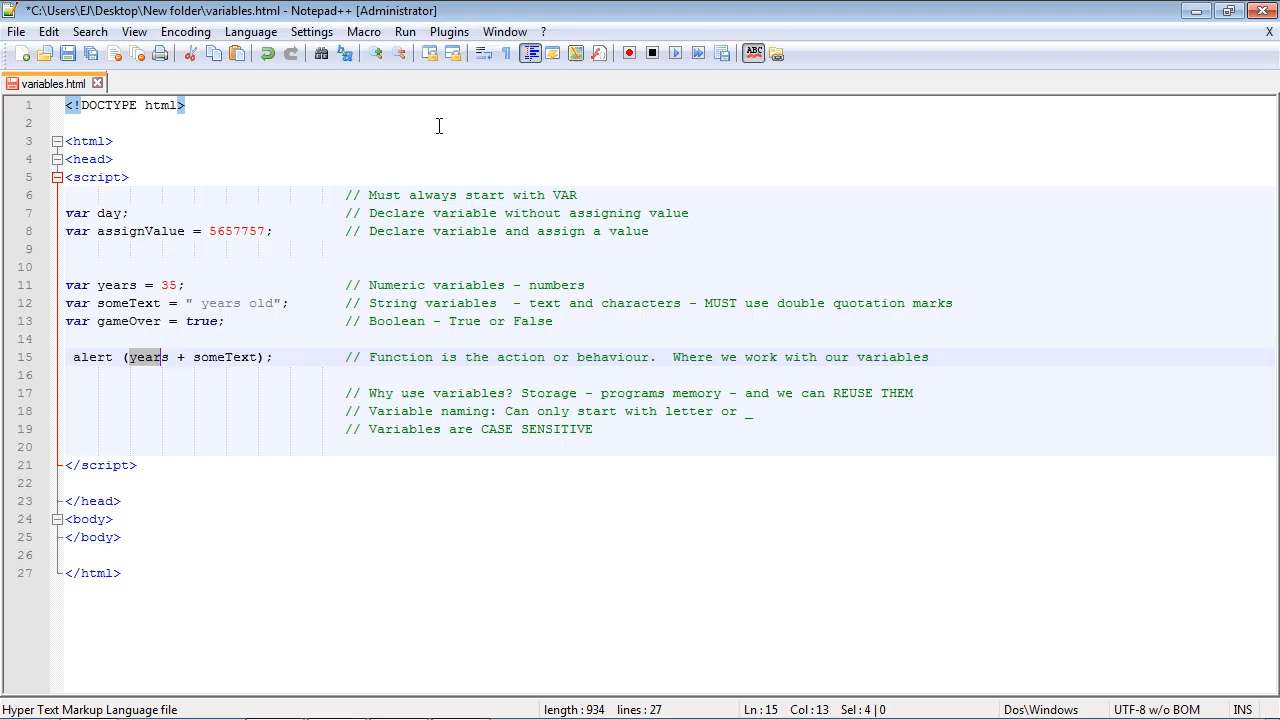 *C:\Users\EJ\Desktop\New folder\variables.html - Notepad++ [Administrator]
File Edit Search View Encoding Language Settings Macro Run Plugins Window ? X
ABC
variables.html
1 <!DOCTYPE html>
2
3 <html>
4 <head>
5 <script>
6 // Must always start with VAR
7 var day; // Declare variable without assigning value
8 var assignValue = 5657757; // Declare variable and assign a value
9
10
11 var years = 35; // Numeric variables - numbers
12 var someText = " years old"; // String variables - text and characters - MUST use double quotation marks
13 var gameOver = true; // Boolean - True or False
14
15 alert (years + someText); // Function is the action or behaviour. Where we work with our variables
16
17 // Why use variables? Storage - programs memory - and we can REUSE THEM
18 // Variable naming: Can only start with letter or _
19 // Variables are CASE SENSITIVE
20
21 </script>
22
23 </head>
24 <body>
25 </body>
26
27 </html>
Hyper Text Markup Language file length : 934 lines : 27 Ln : 15 Col : 13 Sel : 4 | 0 Dos\Windows UTF-8 w/o BOM INS